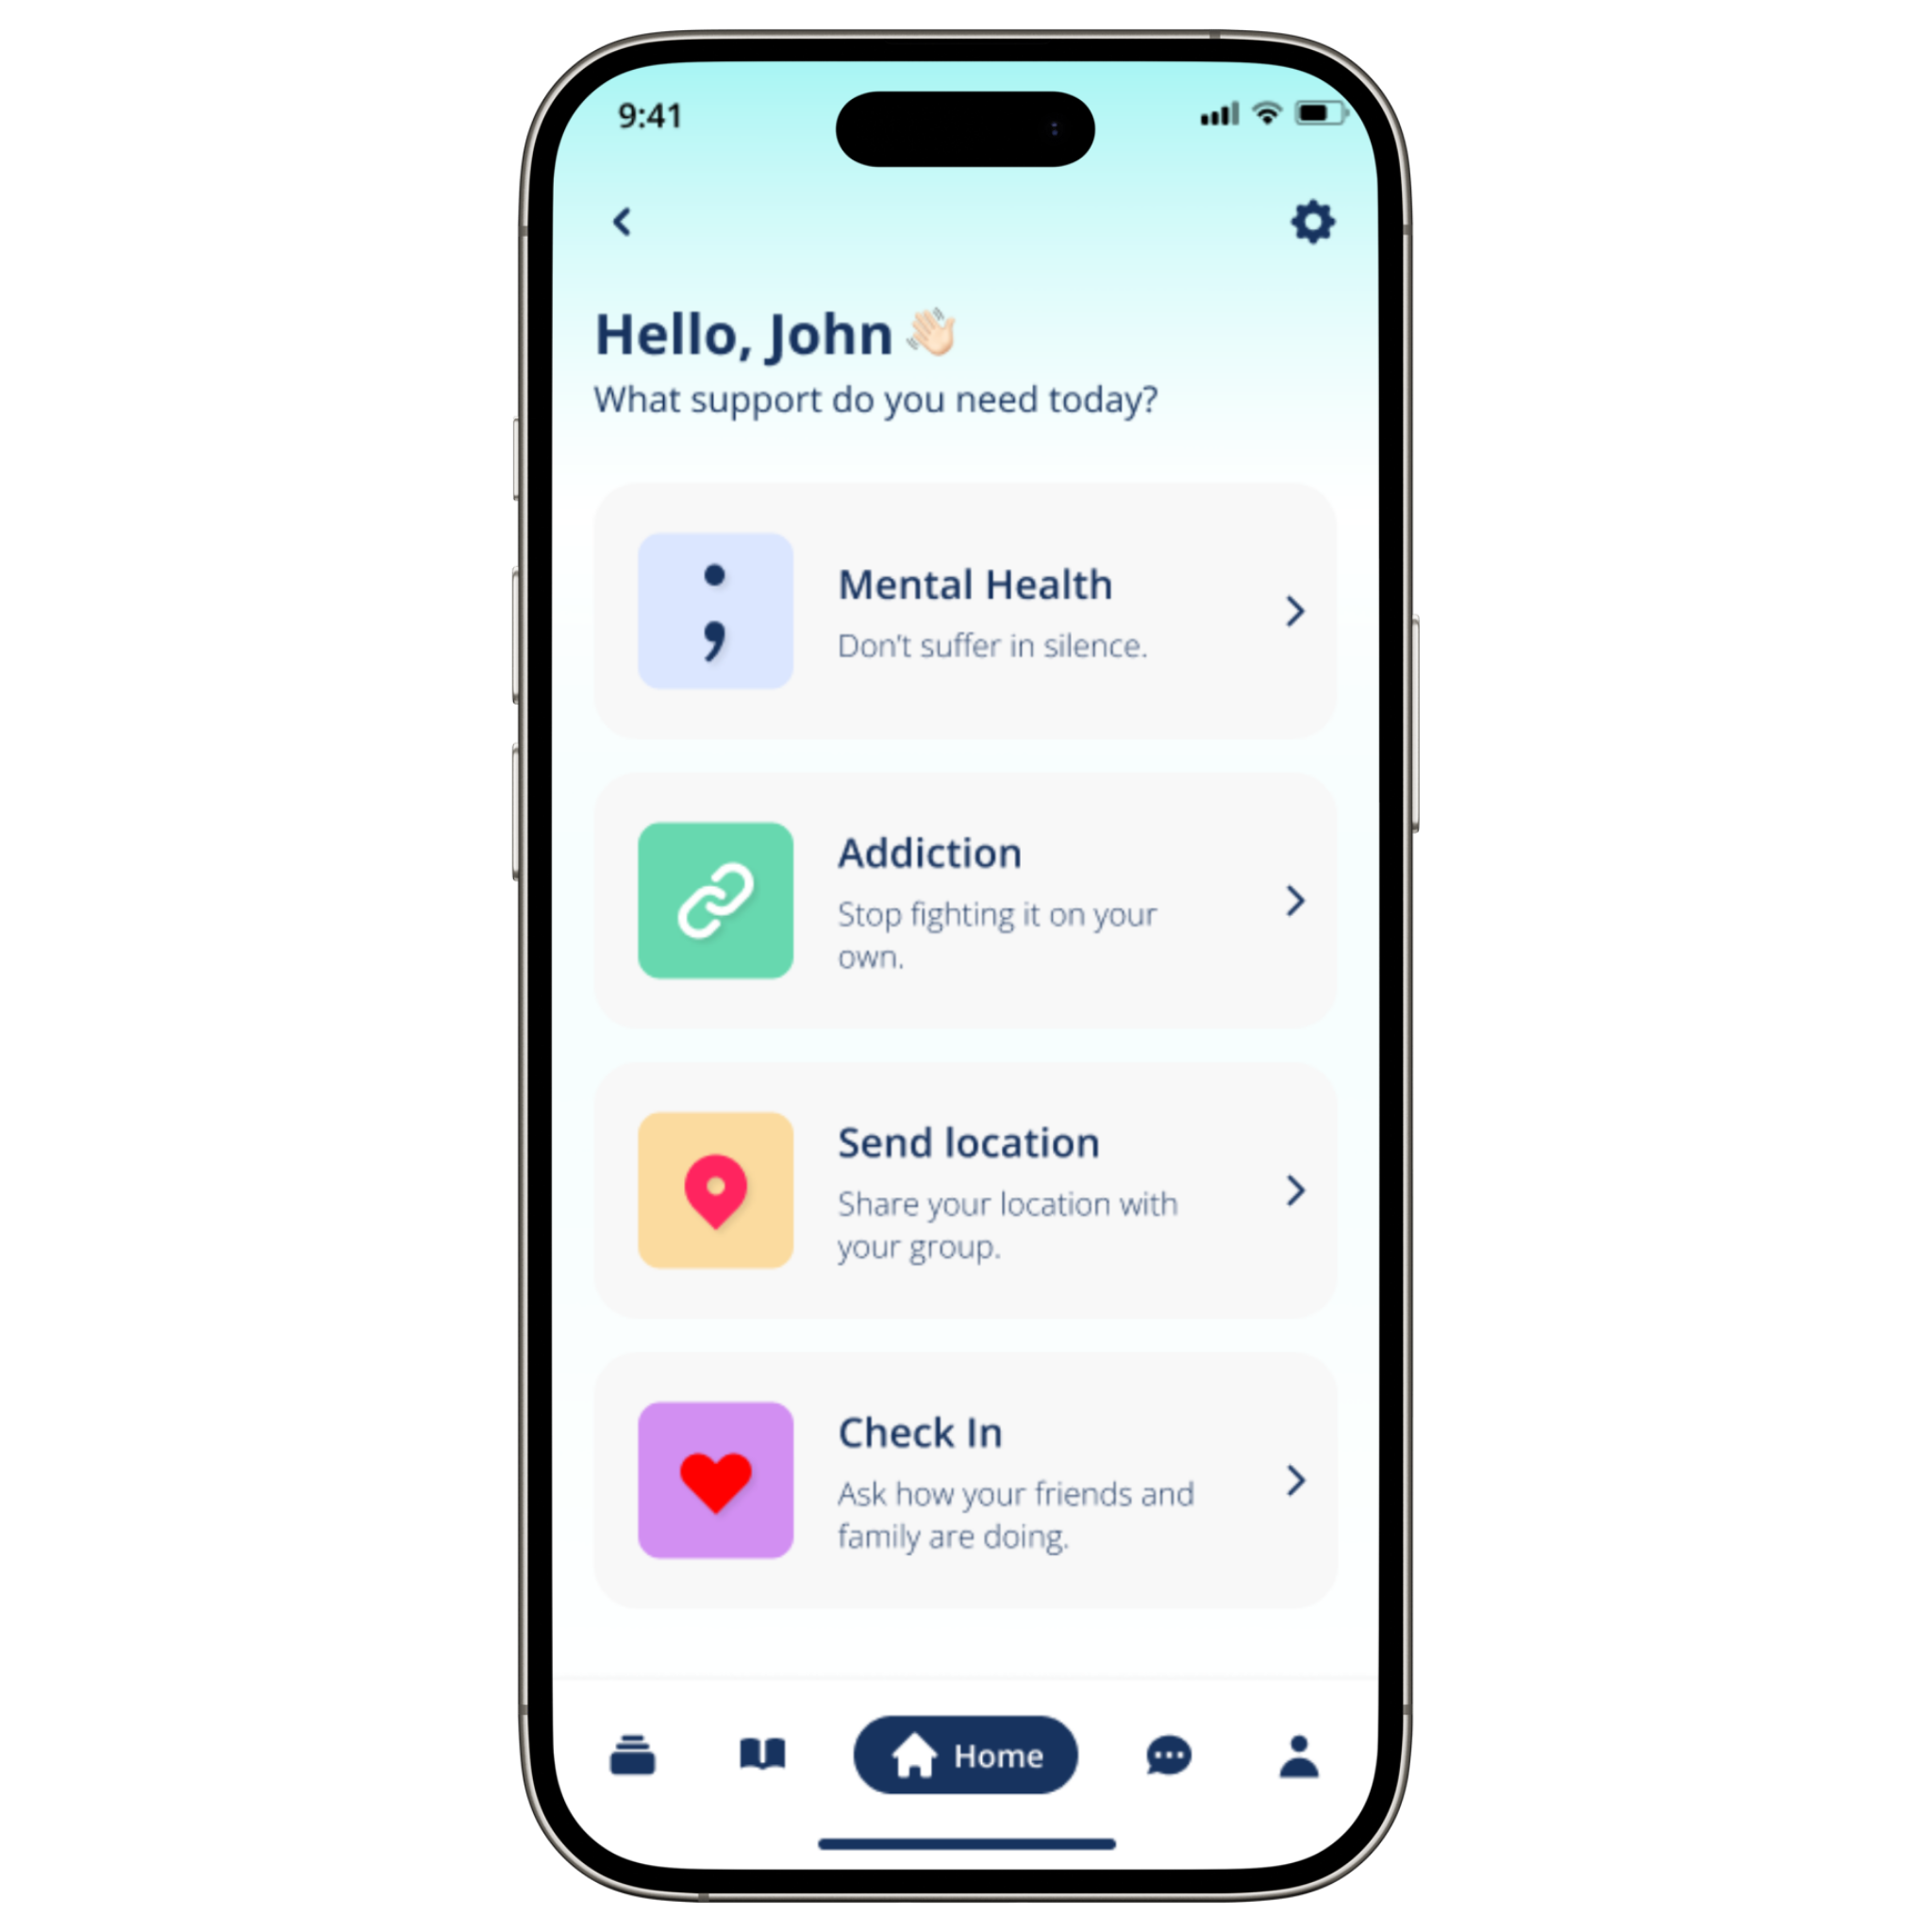 9:41
Hello, John 👋🏻
What support do you need today?
Mental Health
Don't suffer in silence.
Addiction
Stop fighting it on your
own.
Send location
Share your location with
your group.
Check In
Ask how your friends and
family are doing.
Home